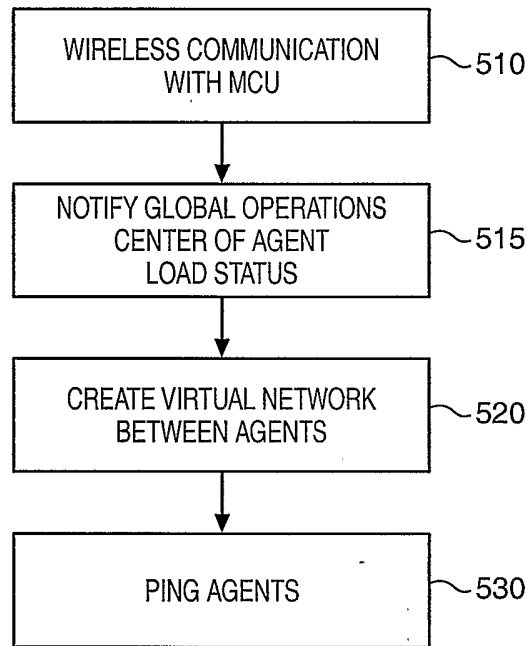 WIRELESS COMMUNICATION
WITH MCU
510
NOTIFY GLOBAL OPERATIONS
CENTER OF AGENT
LOAD STATUS
515
CREATE VIRTUAL NETWORK
BETWEEN AGENTS
520
PING AGENTS
530